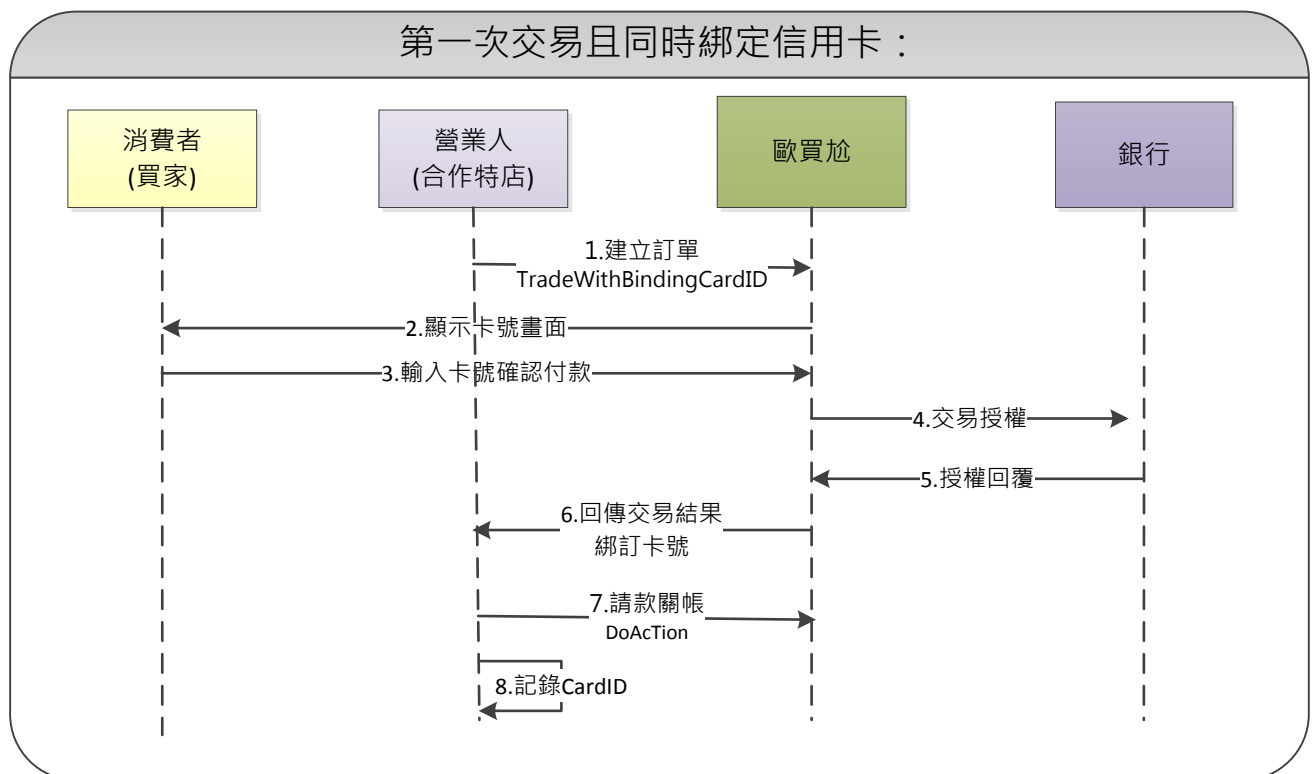 第一次交易且同時綁定信用卡：
消費者
(買家)
營業人
(合作特店)
歐買尬
銀行
1.建立訂單
TradeWithBindingCardID
2.顯示卡號畫面
3.輸入卡號確認付款
4.交易授權
5.授權回覆
6.回傳交易結果
綁訂卡號
7.請款關帳
DoAcTion
8.記錄CardID